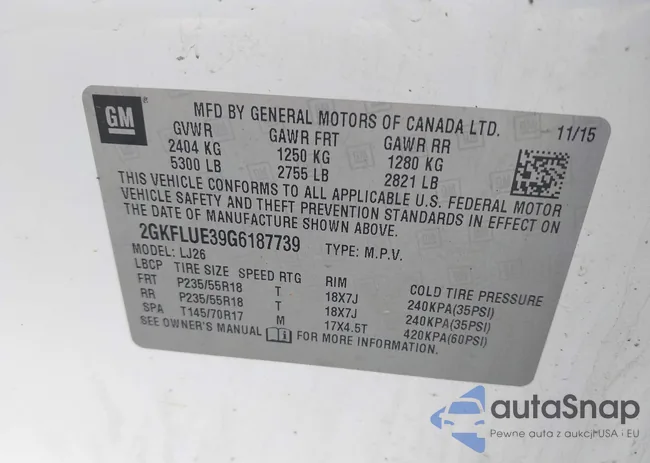 GM
MFD BY GENERAL MOTORS OF CANADA LTD. 11/15
GVWR GAWR FRT GAWR RR
2404 KG 1250 KG 1280 KG
5300 LB 2755 LB 2821 LB
THIS VEHICLE CONFORMS TO ALL APPLICABLE U.S. FEDERAL MOTOR
VEHICLE SAFETY AND THEFT PREVENTION STANDARDS IN EFFECT ON
THE DATE OF MANUFACTURE SHOWN ABOVE.
2GKFLUE39G6187739 TYPE: M.P.V.
MODEL: LJ26
LBCP TIRE SIZE SPEED RTG RIM COLD TIRE PRESSURE
FRT P235/55R18 T 18X7J 240KPA(35PSI)
RR P235/55R18 T 18X7J 240KPA(35PSI)
SPA T145/70R17 M 17X4.5T 420KPA(60PSI)
SEE OWNER'S MANUAL FOR MORE INFORMATION.
autoSnap
Pewne auta z aukcji USA i EU